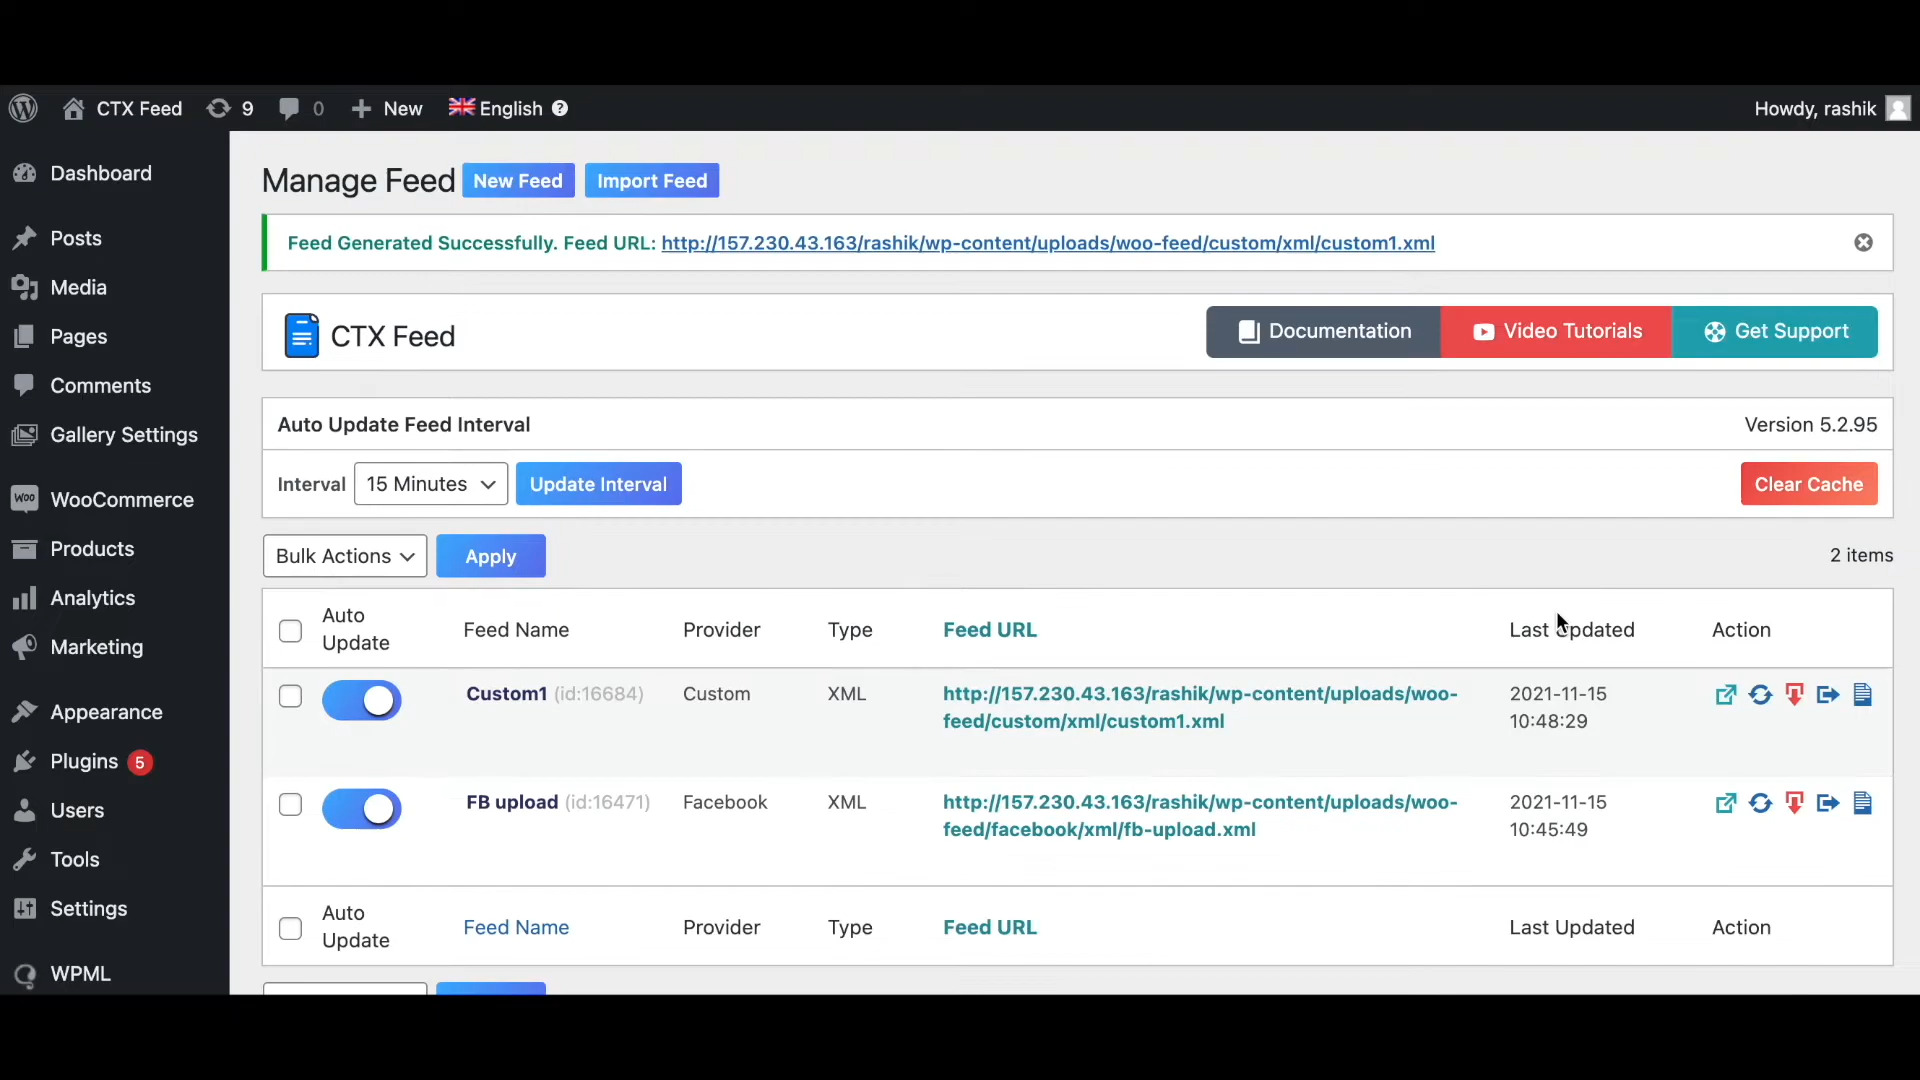 CTX Feed 9 0 New English Howdy, rashik
Dashboard
Posts
Media
Pages
Comments
Gallery Settings
WOO WooCommerce
Products
Analytics
Marketing
Appearance
Plugins 5
Users
Tools
Settings
WPML
Manage Feed New Feed Import Feed
Feed Generated Successfully. Feed URL: http://157.230.43.163/rashik/wp-content/uploads/woo-feed/custom/xml/custom1.xml
CTX Feed Documentation Video Tutorials Get Support
Auto Update Feed Interval Version 5.2.95
Interval 15 Minutes Update Interval Clear Cache
Bulk Actions Apply 2 items
Auto Update Feed Name Provider Type Feed URL Last Updated Action
Custom1 (id:16684) Custom XML http://157.230.43.163/rashik/wp-content/uploads/woo- 2021-11-15
feed/custom/xml/custom1.xml 10:48:29
FB upload (id:16471) Facebook XML http://157.230.43.163/rashik/wp-content/uploads/woo- 2021-11-15
feed/facebook/xml/fb-upload.xml 10:45:49
Auto Update Feed Name Provider Type Feed URL Last Updated Action